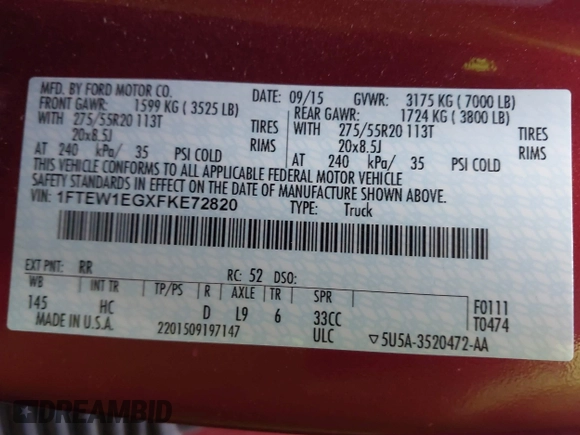 MFD. BY FORD MOTOR CO.
DATE: 09/15 GVWR: 3175 KG ( 7000 LB)
FRONT GAWR: 1599 KG ( 3525 LB) REAR GAWR: 1724 KG ( 3800 LB)
WITH 275/55R20 113T TIRES WITH 275/55R20 113T TIRES
20x8.5J RIMS 20x8.5J RIMS
AT 240 kPa/ 35 PSI COLD AT 240 kPa/ 35 PSI COLD
THIS VEHICLE CONFORMS TO ALL APPLICABLE FEDERAL MOTOR VEHICLE
SAFETY STANDARDS IN EFFECT ON THE DATE OF MANUFACTURE SHOWN ABOVE.
VIN: 1FTEW1EGXFKE72820 TYPE: Truck
EXT PNT: RR RC: 52 DSO:
WB INT TR TP/PS R AXLE TR SPR F0111
145 HC D L9 6 33CC T0474
MADE IN U.S.A. 2201509197147 ULC ▽5U5A-3520472-AA
DREAMBID